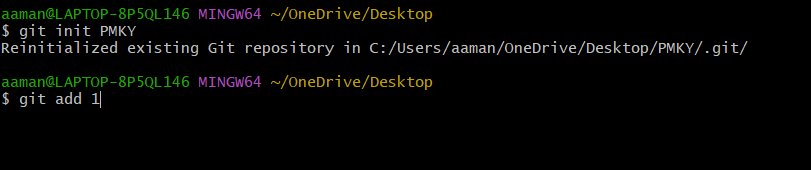 aaman@LAPTOP-8P5QL146 MINGW64 ~/OneDrive/Desktop
$ git init PMKY
Reinitialized existing Git repository in C:/Users/aaman/OneDrive/Desktop/PMKY/.git/
aaman@LAPTOP-8P5QL146 MINGW64 ~/OneDrive/Desktop
$ git add 1